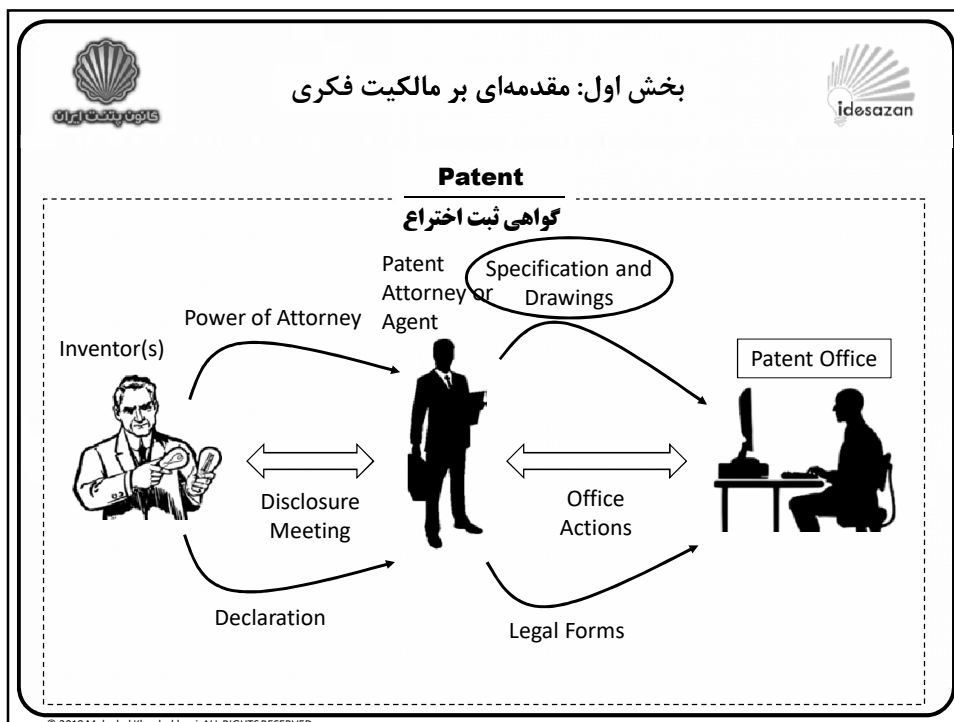 بخش اول: مقدمه‌ای بر مالکیت فکری
کانون پتنت ایران
idesazan
Patent
گواهی ثبت اختراع
Patent
Attorney or
Agent
Specification and
Drawings
Power of Attorney
Inventor(s)
Patent Office
Disclosure
Meeting
Office
Actions
Declaration
Legal Forms